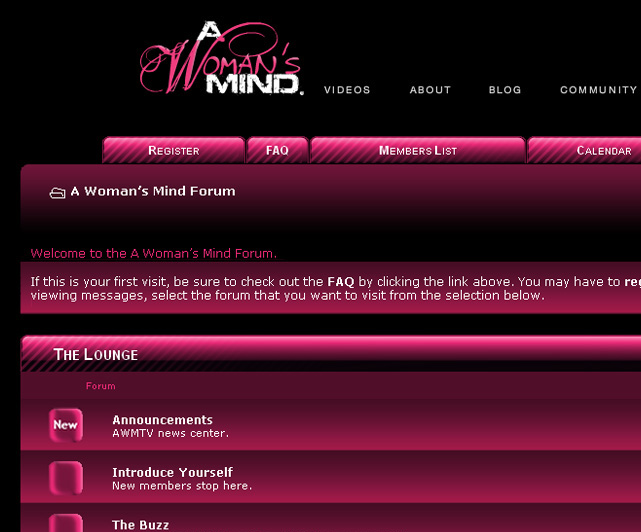 A
WOMAN'S
MIND.
VIDEOS ABOUT BLOG COMMUNITY
REGISTER FAQ MEMBERS LIST CALENDAR
A Woman's Mind Forum
Welcome to the A Woman's Mind Forum.
If this is your first visit, be sure to check out the FAQ by clicking the link above. You may have to reg
viewing messages, select the forum that you want to visit from the selection below.
THE LOUNGE
Forum
New
Announcements
AWMTV news center.
Introduce Yourself
New members stop here.
The Buzz